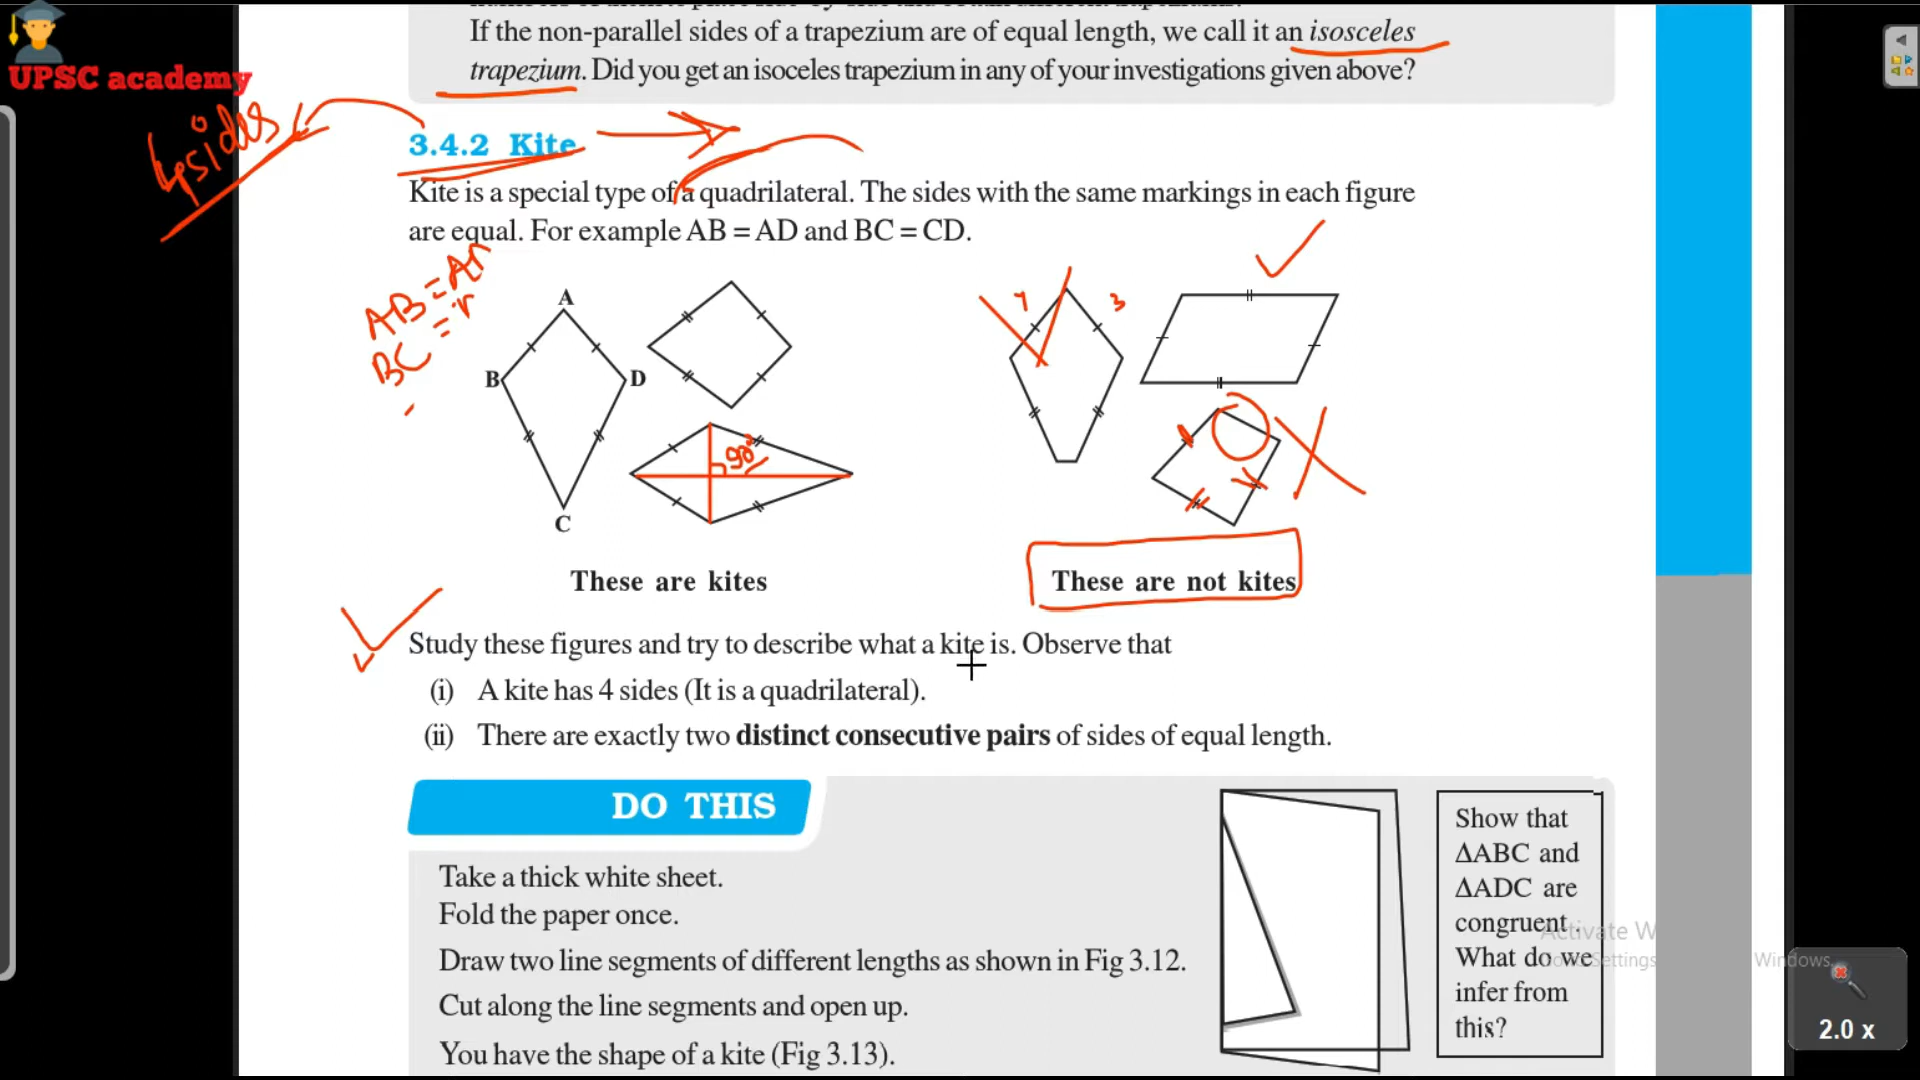 If the non-parallel sides of a trapezium are of equal length, we call it an isosceles
UPSC academy
trapezium. Did you get an isoceles trapezium in any of your investigations given above?
4 sides
3.4.2 Kite
Kite is a special type of a quadrilateral. The sides with the same markings in each figure
are equal. For example AB = AD and BC = CD.
AB = A
BC =
A
B
D
C
90°
3
These are kites
These are not kites
Study these figures and try to describe what a kite is. Observe that
(i) A kite has 4 sides (It is a quadrilateral).
(ii) There are exactly two distinct consecutive pairs of sides of equal length.
DO THIS
Take a thick white sheet.
Fold the paper once.
Draw two line segments of different lengths as shown in Fig 3.12.
Cut along the line segments and open up.
You have the shape of a kite (Fig 3.13).
Show that
ΔABC and
ΔADC are
congruent.
What do we
infer from
this?
Activate W
Settings
Windows.
2.0 x